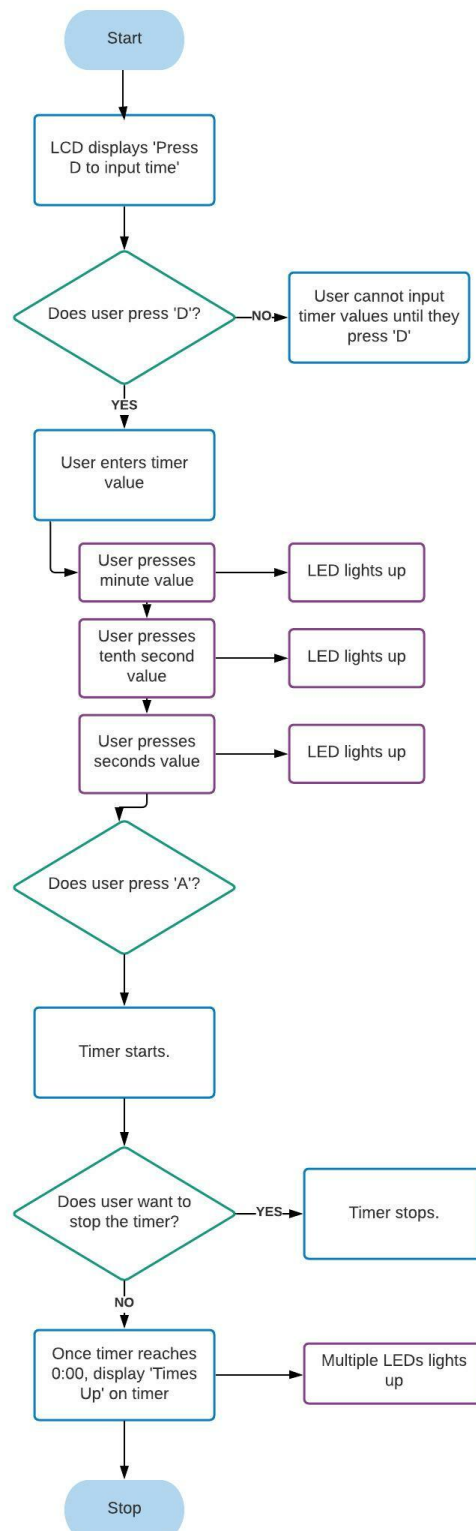 Start
LCD displays 'Press
D to input time'
Does user press 'D'?
NO
User cannot input
timer values until they
press 'D'
YES
User enters timer
value
User presses
minute value
LED lights up
User presses
tenth second
value
LED lights up
User presses
seconds value
LED lights up
Does user press 'A'?
Timer starts.
Does user want to
stop the timer?
YES
Timer stops.
NO
Once timer reaches
0:00, display 'Times
Up' on timer
Multiple LEDs lights
up
Stop